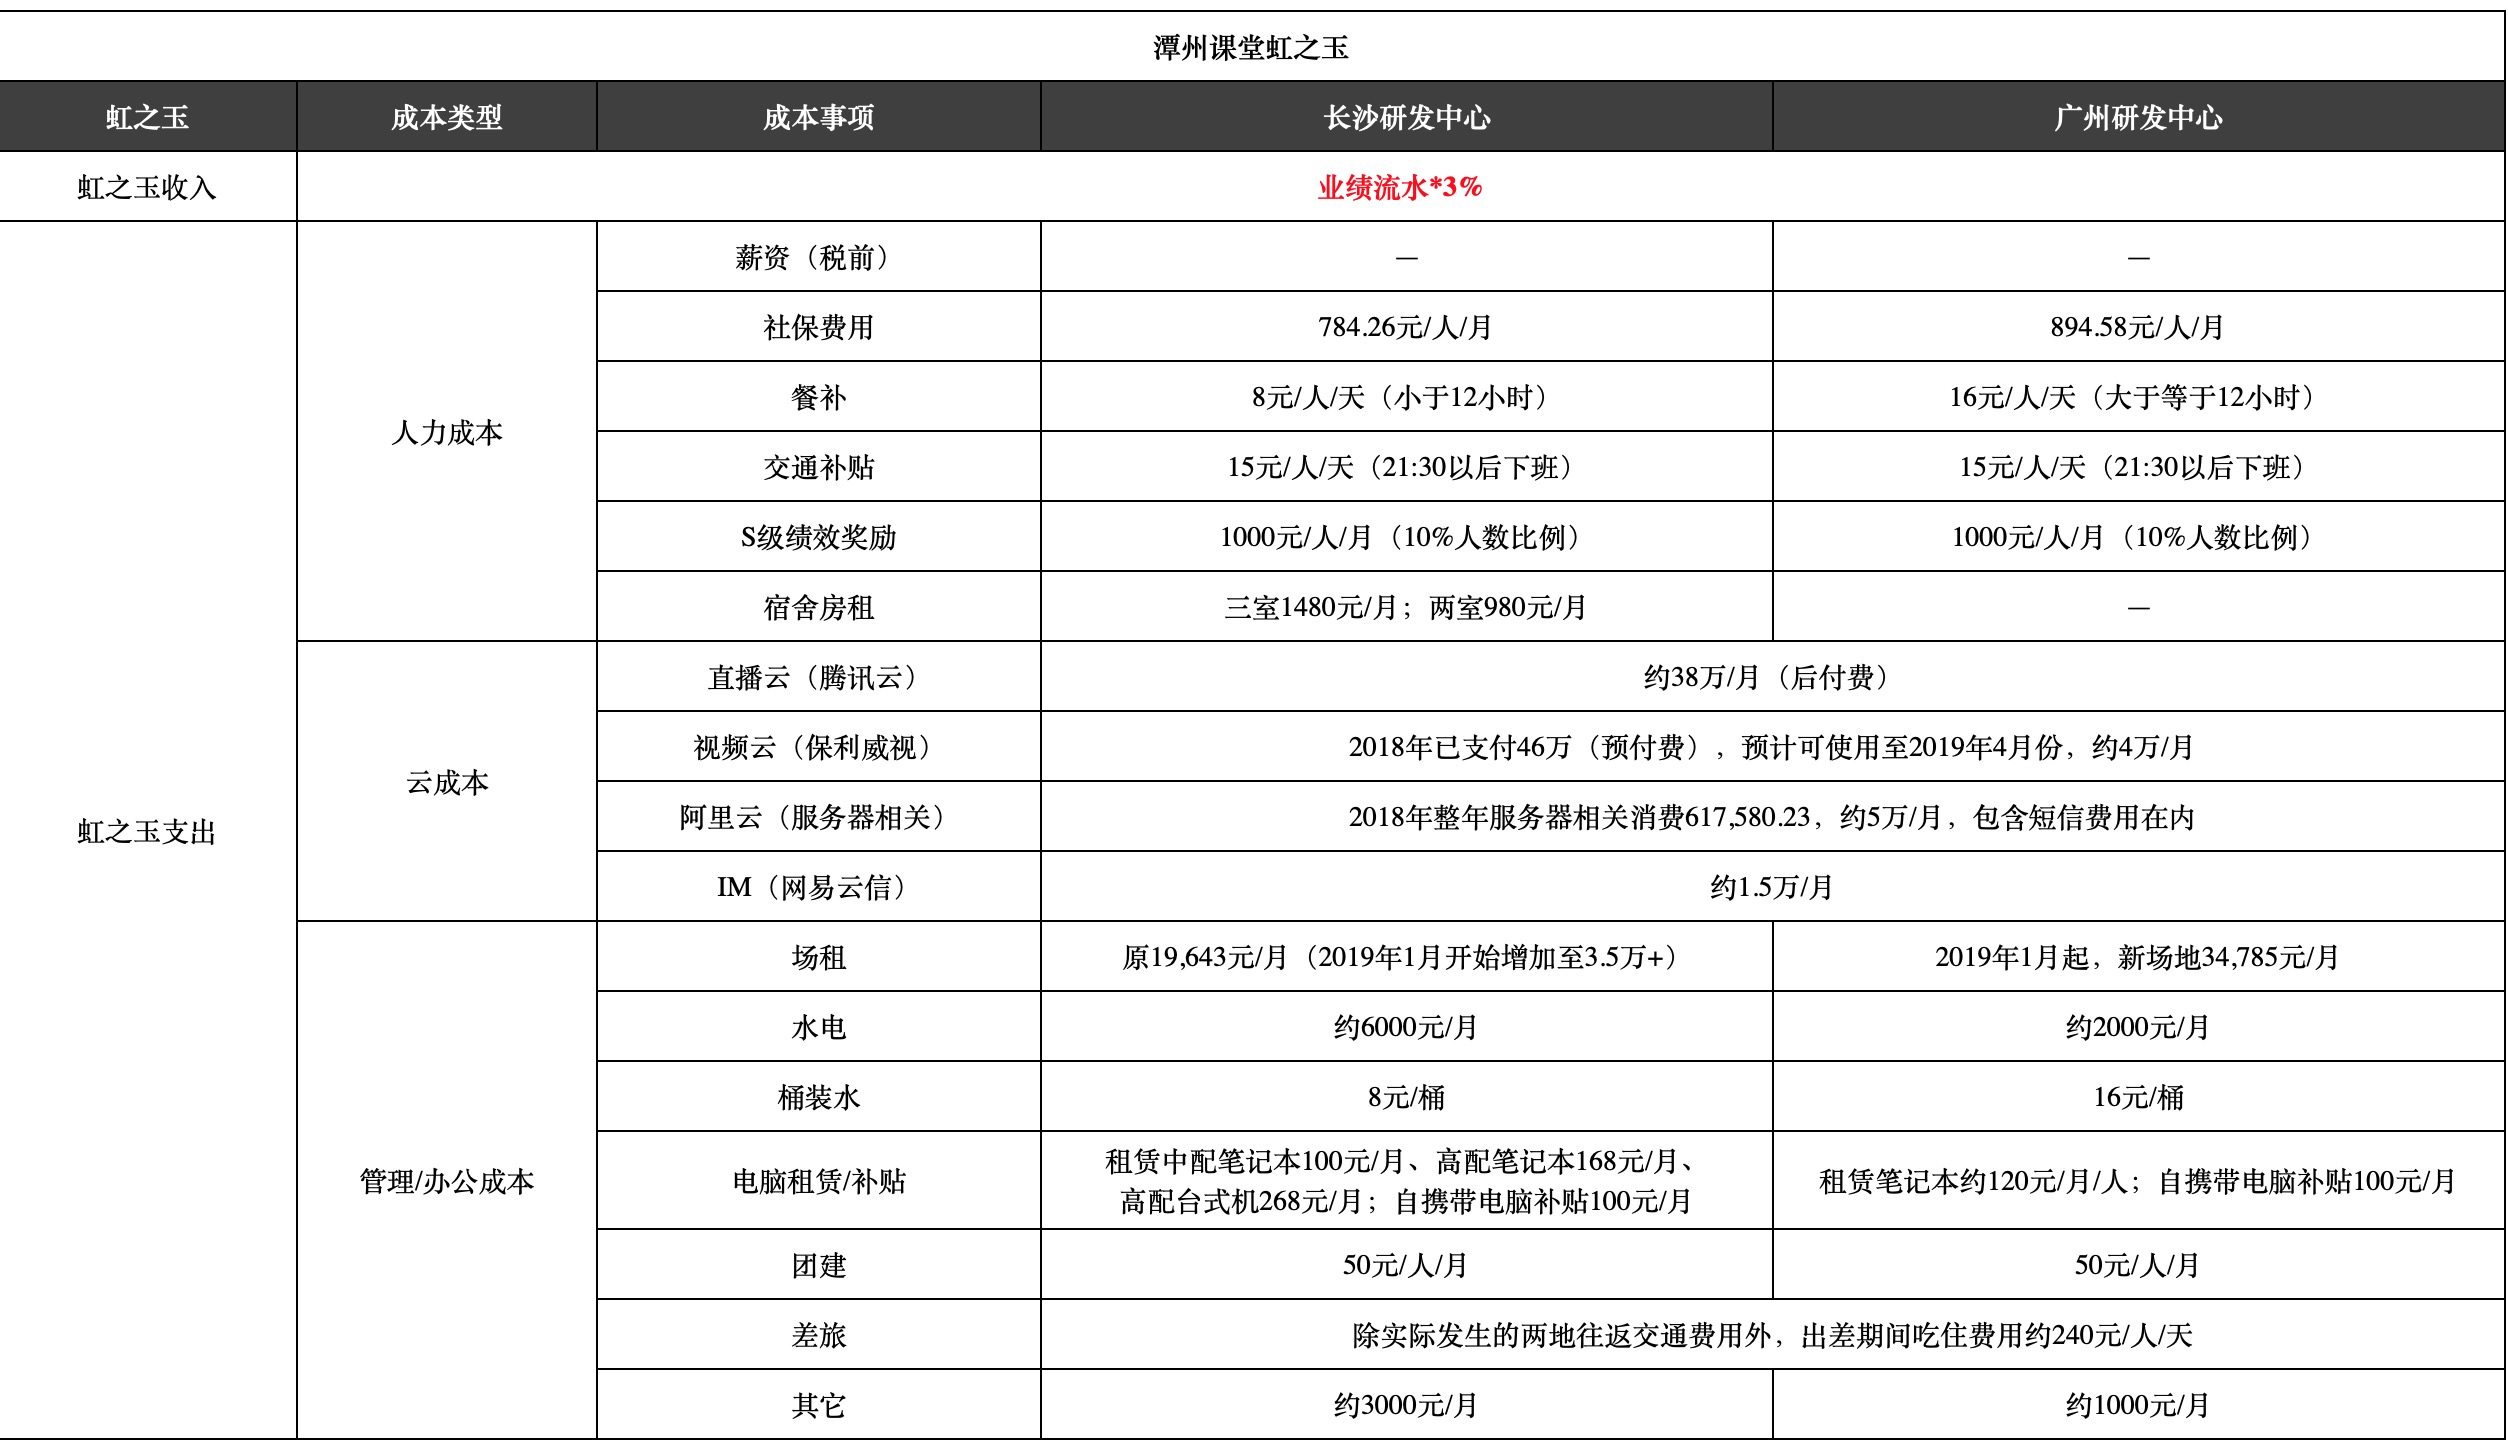 潭州课堂虹之玉
虹之玉 成本类型 成本事项 长沙研发中心 广州研发中心
虹之玉收入 业绩流水*3%
虹之玉支出
人力成本
薪资（税前） — —
社保费用 784.26元/人/月 894.58元/人/月
餐补 8元/人/天（小于12小时） 16元/人/天（大于等于12小时）
交通补贴 15元/人/天（21:30以后下班） 15元/人/天（21:30以后下班）
S级绩效奖励 1000元/人/月（10%人数比例） 1000元/人/月（10%人数比例）
宿舍房租 三室1480元/月；两室980元/月 —
云成本
直播云（腾讯云） 约38万/月（后付费）
视频云（保利威视） 2018年已支付46万（预付费），预计可使用至2019年4月份，约4万/月
阿里云（服务器相关） 2018年整年服务器相关消费617,580.23，约5万/月，包含短信费用在内
IM（网易云信） 约1.5万/月
管理/办公成本
场租 原19,643元/月（2019年1月开始增加至3.5万+） 2019年1月起，新场地34,785元/月
水电 约6000元/月 约2000元/月
桶装水 8元/桶 16元/桶
电脑租赁/补贴 租赁中配笔记本100元/月、高配笔记本168元/月、
高配台式机268元/月；自携带电脑补贴100元/月 租赁笔记本约120元/月/人；自携带电脑补贴100元/月
团建 50元/人/月 50元/人/月
差旅 除实际发生的两地往返交通费用外，出差期间吃住费用约240元/人/天
其它 约3000元/月 约1000元/月